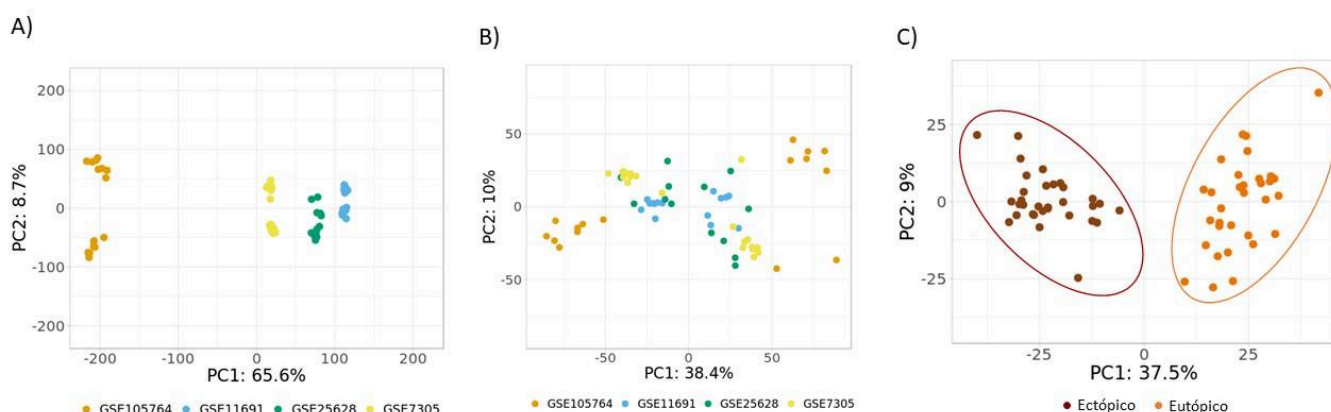 A)
200
100
0
-100
-200
PC2: 8.7%
-200 -100 0 100 200
PC1: 65.6%
GSE105764 GSE11691 GSE25628 GSE7305
B)
50
0
-50
PC2: 10%
-50 0 50
PC1: 38.4%
GSE105764 GSE11691 GSE25628 GSE7305
C)
25
0
-25
PC2: 9%
-25 0 25
PC1: 37.5%
Ectópico Eutópico